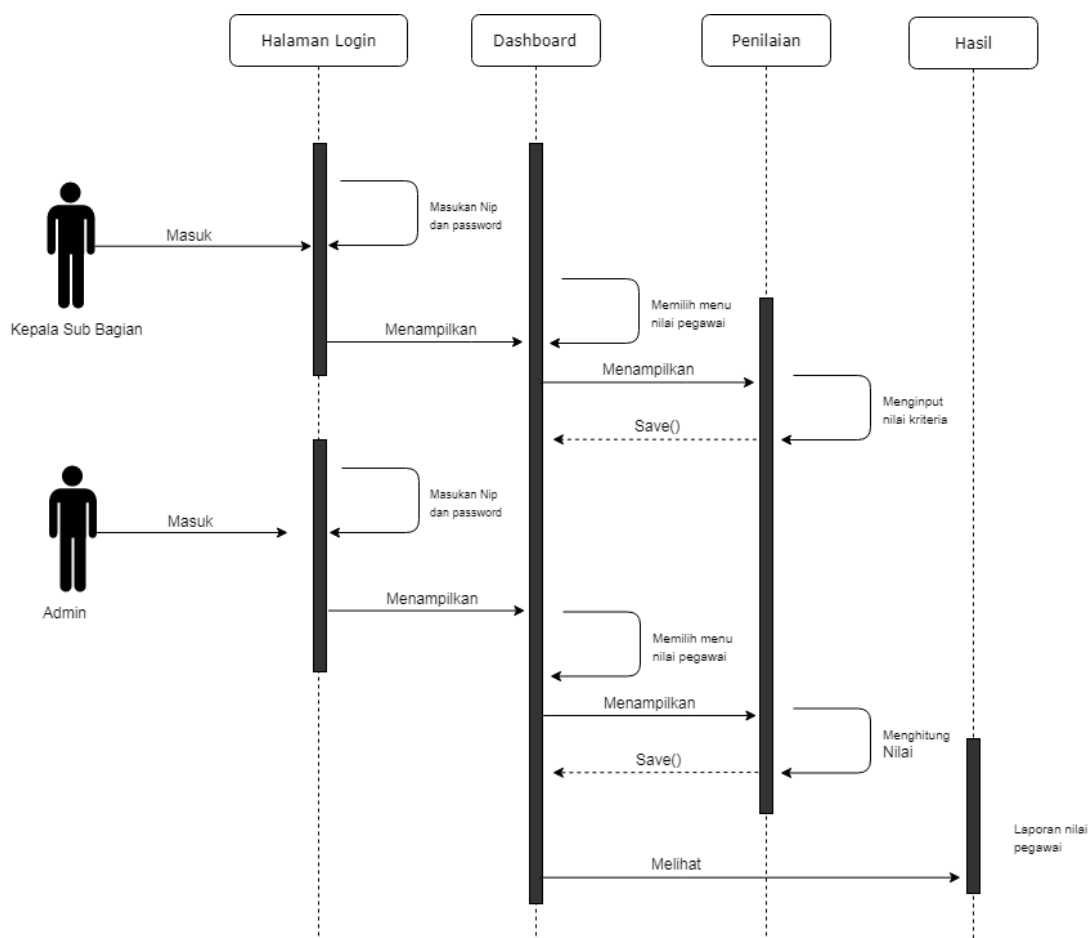 Halaman Login
Dashboard
Penilaian
Hasil
Masukan Nip
dan password
Masuk
Kepala Sub Bagian
Memilih menu
nilai pegawai
Menampilkan
Menampilkan
Menginput
nilai kriteria
Save()
Masukan Nip
dan password
Masuk
Admin
Menampilkan
Memilih menu
nilai pegawai
Menampilkan
Menghitung
Nilai
Save()
Laporan nilai
pegawai
Melihat